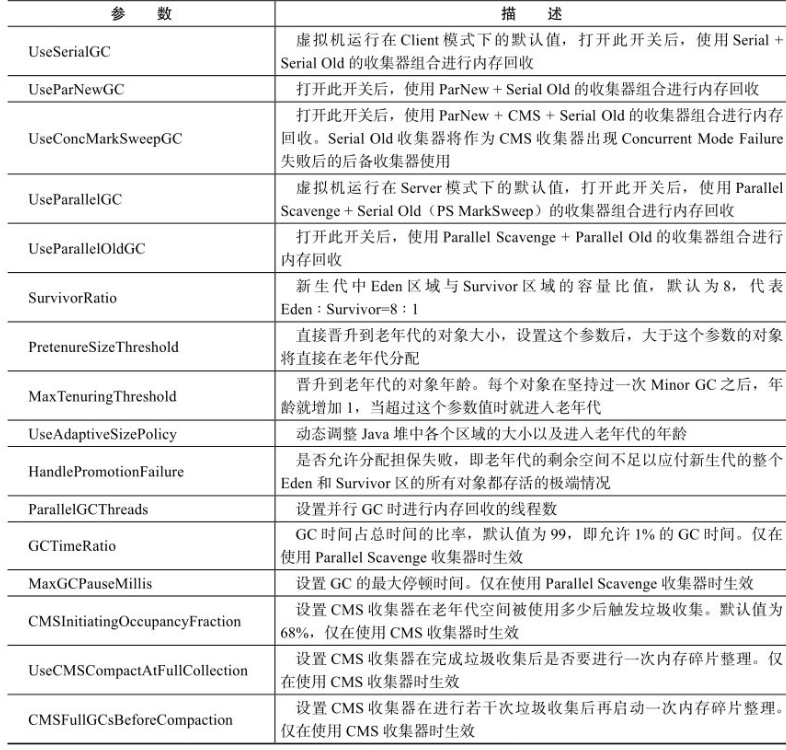 参 数 描 述
UseSerialGC
虚拟机运行在 Client 模式下的默认值，打开此开关后，使用 Serial +
Serial Old 的收集器组合进行内存回收
UseParNewGC
打开此开关后，使用 ParNew + Serial Old 的收集器组合进行内存回收
UseConcMarkSweepGC
打开此开关后，使用 ParNew + CMS + Serial Old 的收集器组合进行内存
回收。Serial Old 收集器将作为 CMS 收集器出现 Concurrent Mode Failure
失败后的后备收集器使用
UseParallelGC
虚拟机运行在 Server 模式下的默认值，打开此开关后，使用 Parallel
Scavenge + Serial Old（PS MarkSweep）的收集器组合进行内存回收
UseParallelOldGC
打开此开关后，使用 Parallel Scavenge + Parallel Old 的收集器组合进行
内存回收
SurvivorRatio
新生代中 Eden 区域与 Survivor 区域的容量比值，默认为 8，代表
Eden：Survivor=8：1
PretenureSizeThreshold
直接晋升到老年代的对象大小，设置这个参数后，大于这个参数的对象
将直接在老年代分配
MaxTenuringThreshold
晋升到老年代的对象年龄。每个对象在坚持过一次 Minor GC 之后，年
龄就增加 1，当超过这个参数值时就进入老年代
UseAdaptiveSizePolicy
动态调整 Java 堆中各个区域的大小以及进入老年代的年龄
HandlePromotionFailure
是否允许分配担保失败，即老年代的剩余空间不足以应付新生代的整个
Eden 和 Survivor 区的所有对象都存活的极端情况
ParallelGCThreads
设置并行 GC 时进行内存回收的线程数
GCTimeRatio
GC 时间占总时间的比率，默认值为 99，即允许 1% 的 GC 时间。仅在
使用 Parallel Scavenge 收集器时生效
MaxGCPauseMillis
设置 GC 的最大停顿时间。仅在使用 Parallel Scavenge 收集器时生效
CMSInitiatingOccupancyFraction
设置 CMS 收集器在老年代空间被使用多少后触发垃圾收集。默认值为
68%，仅在使用 CMS 收集器时生效
UseCMSCompactAtFullCollection
设置 CMS 收集器在完成垃圾收集后是否要进行一次内存碎片整理。仅
在使用 CMS 收集器时生效
CMSFullGCsBeforeCompaction
设置 CMS 收集器在进行若干次垃圾收集后再启动一次内存碎片整理。
仅在使用 CMS 收集器时生效